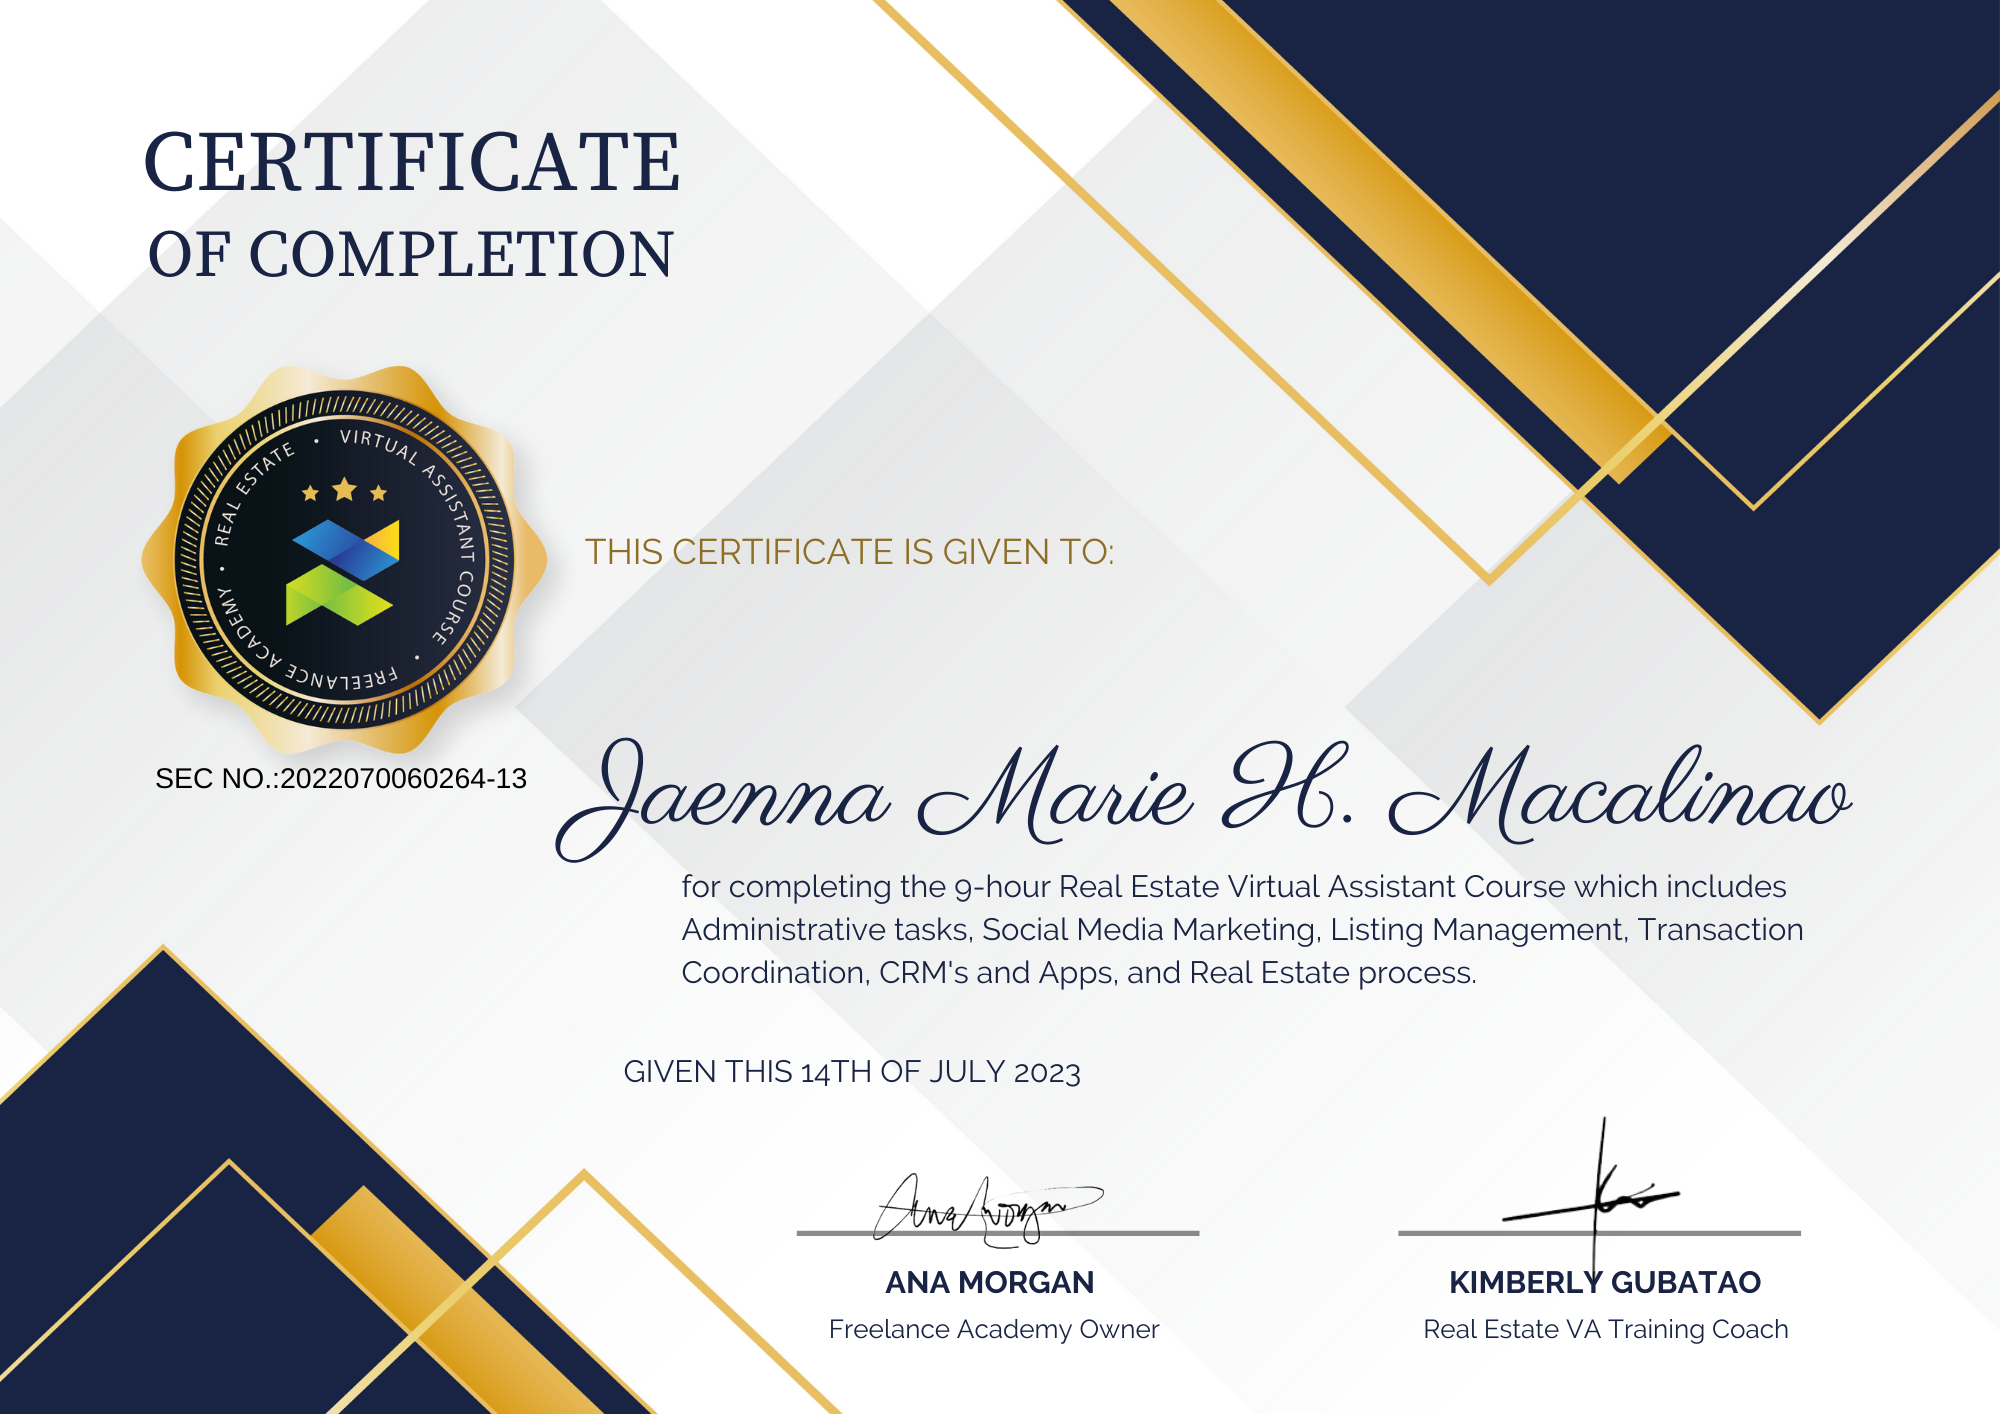 CERTIFICATE
OF COMPLETION
REAL ESTATE • VIRTUAL ASSISTANT COURSE • FREELANCE ACADEMY •
SEC NO.:2022070060264-13
THIS CERTIFICATE IS GIVEN TO:
Jaenna Marie H. Macalinao
for completing the 9-hour Real Estate Virtual Assistant Course which includes
Administrative tasks, Social Media Marketing, Listing Management, Transaction
Coordination, CRM's and Apps, and Real Estate process.
GIVEN THIS 14TH OF JULY 2023
Ana Morgan
ANA MORGAN
Freelance Academy Owner
KIMBERLY GUBATAO
Real Estate VA Training Coach